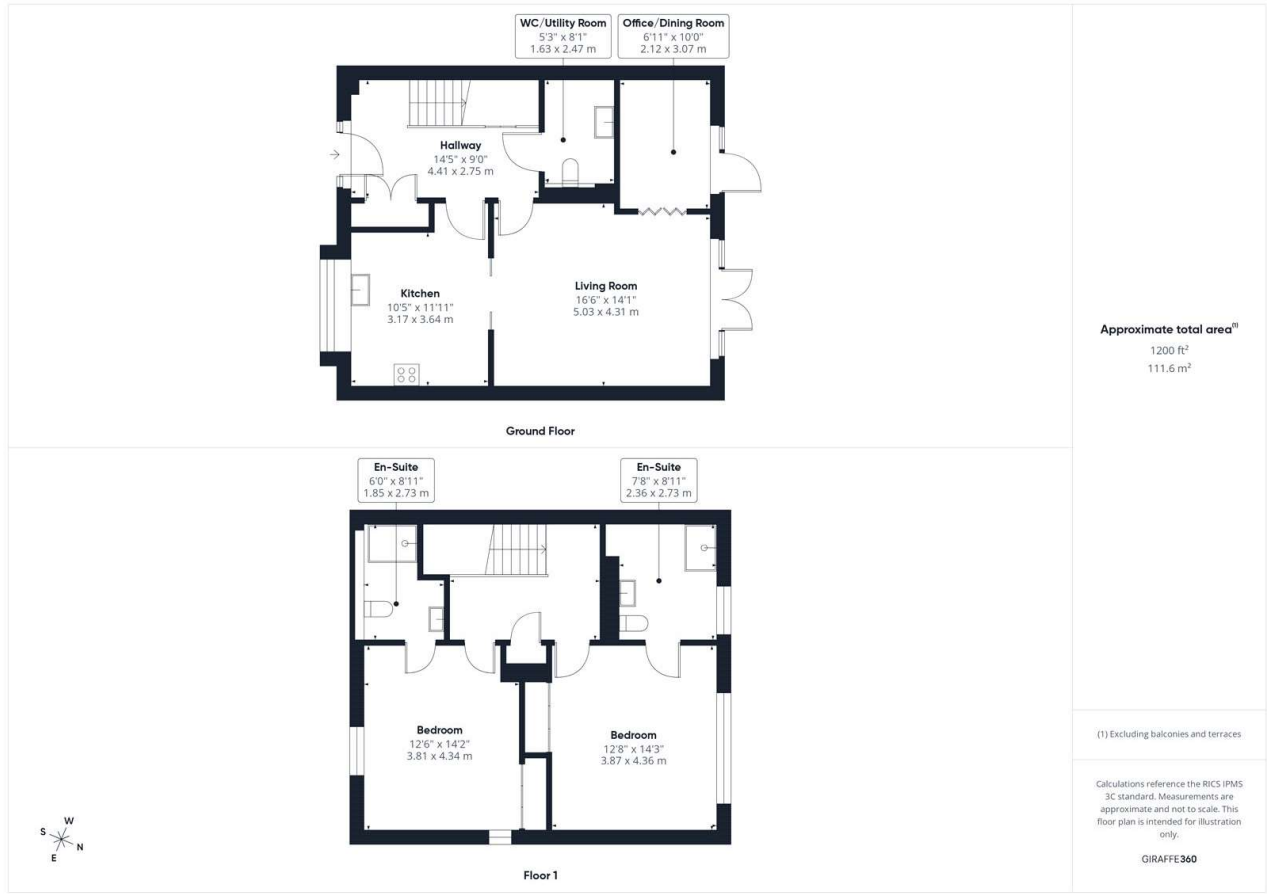 WC/Utility Room
5'3" x 8'1"
1.63 x 2.47 m
Office/Dining Room
6'11" x 10'0"
2.12 x 3.07 m
Hallway
14'5" x 9'0"
4.41 x 2.75 m
Kitchen
10'5" x 11'11"
3.17 x 3.64 m
Living Room
16'6" x 14'1"
5.03 x 4.31 m
Ground Floor
En-Suite
6'0" x 8'11"
1.85 x 2.73 m
En-Suite
7'8" x 8'11"
2.36 x 2.73 m
Bedroom
12'6" x 14'2"
3.81 x 4.34 m
Bedroom
12'8" x 14'3"
3.87 x 4.36 m
Floor 1
W
S
N
E
Approximate total area(1)
1200 ft²
111.6 m²
(1) Excluding balconies and terraces
Calculations reference the RICS IPMS
3C standard. Measurements are
approximate and not to scale. This
floor plan is intended for illustration
only.
GIRAFFE360